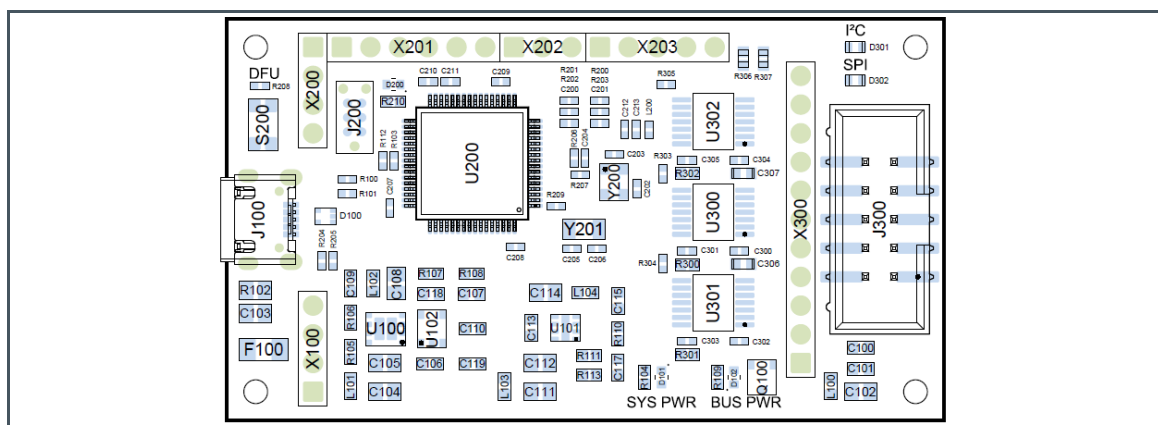 I²C
D301
SPI
D302
X201
X202
X203
X200
DFU
R208
S200
J200
D200
R210
C210
C211
C209
R201
R202
C200
R200
R203
C201
R305
R306
R307
C212
C213
L200
U302
R112
R103
U200
R206
C204
C203
R303
C305
C304
R302
C307
R100
R101
C207
R207
Y200
C202
U300
X300
J300
J100
D100
R209
Y201
R204
R205
C208
C205
C206
R304
C301
C300
R300
C306
R102
C103
F100
X100
C109
L102
C108
R107
R108
C118
C107
C114
L104
C115
U301
R106
U100
U102
C110
C113
U101
R110
C303
C302
R105
C105
C106
C119
C112
R111
R113
C117
R301
C100
C101
L101
C104
L103
C111
R104
D101
R109
D102
Q100
L100
C102
SYS PWR
BUS PWR